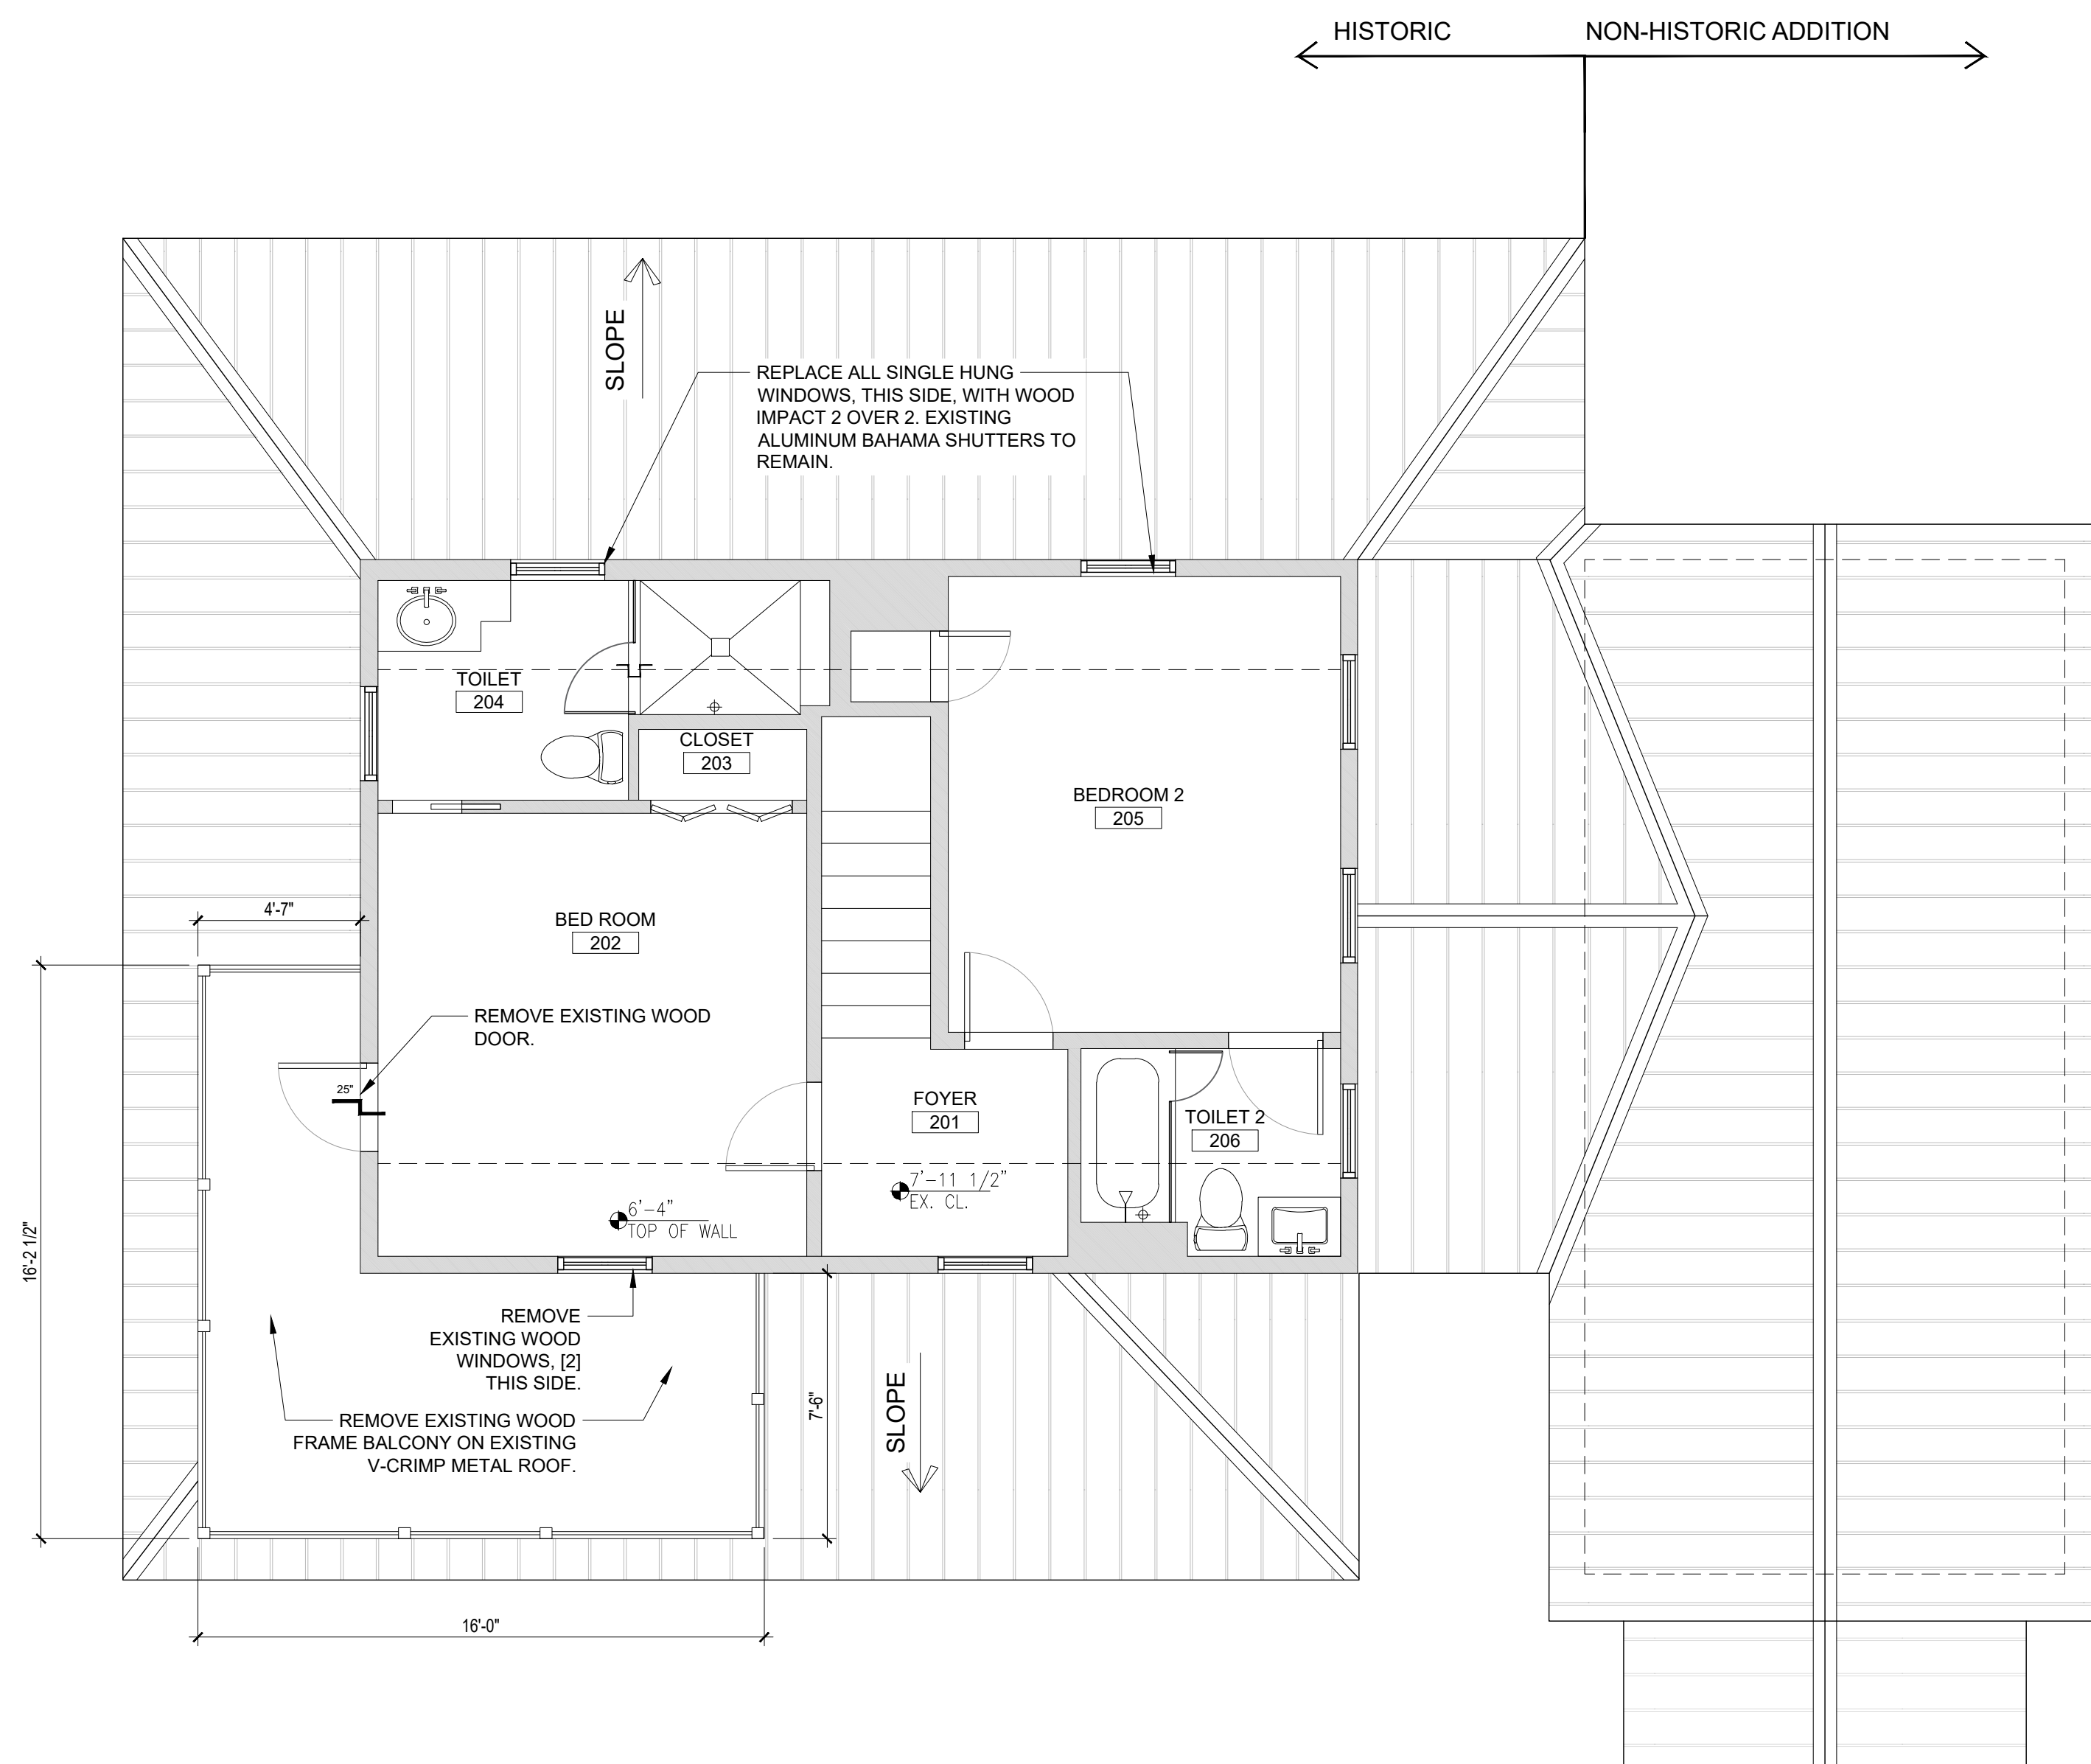 HISTORIC
NON-HISTORIC ADDITION
SLOPE
REPLACE ALL SINGLE HUNG
WINDOWS, THIS SIDE, WITH WOOD
IMPACT 2 OVER 2. EXISTING
ALUMINUM BAHAMA SHUTTERS TO
REMAIN.
TOILET
204
CLOSET
203
BEDROOM 2
205
4'-7"
BED ROOM
202
REMOVE EXISTING WOOD
DOOR.
25"
FOYER
201
TOILET 2
206
7'-11 1/2"
EX. CL.
6'-4"
TOP OF WALL
16'-2 1/2"
REMOVE
EXISTING WOOD
WINDOWS, [2]
THIS SIDE.
REMOVE EXISTING WOOD
FRAME BALCONY ON EXISTING
V-CRIMP METAL ROOF.
7'-6"
SLOPE
16'-0"